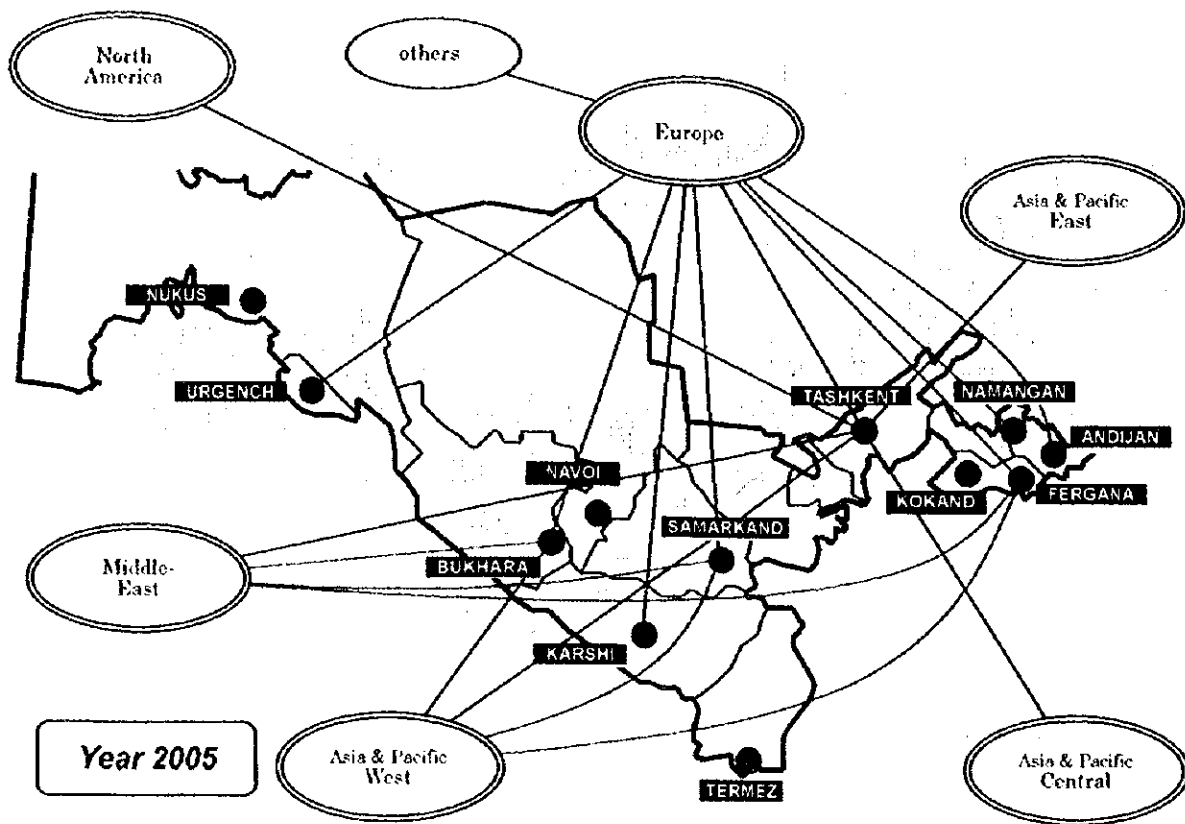 North
America
others
Europe
Asia & Pacific
East
NUKUS
URGENCH
TASHKENT
NAMANGAN
ANDIJAN
NAVOI
KOKAND
FERGANA
SAMARKAND
BUKHARA
Middle-
East
KARSHI
Year 2005
Asia & Pacific
West
TERMEZ
Asia & Pacific
Central